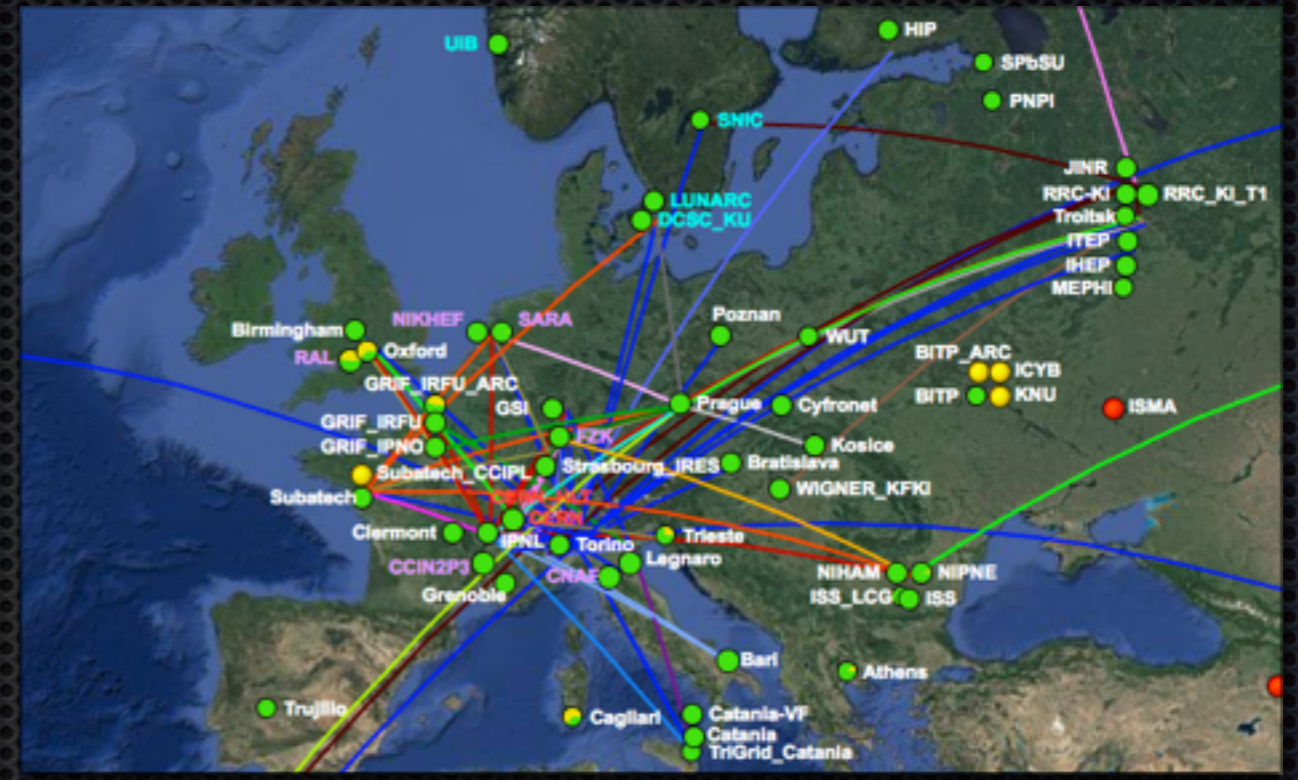 HIP
UiB
SPbSU
PNPI
SNIC
JINR
RRC-KI
RRC_KI_T1
LUNARC
DCSC_KU
Troitsk
ITEP
IHEP
MEPHI
Poznan
NIKHEF
SARA
Birmingham
WUT
Oxford
RAL
BITP_ARC
ICYB
GRIF_IRFU_ARC
BITP
KNU
GSI
Prague
Cyfronet
ISMA
GRIF_IRFU
FZK
GRIF_IPNO
Kosice
Subatech_CCIPL
Strasbourg_IRES
Bratislava
WIGNER_KFKI
Subatech
CERN_HLT
CERN
Clermont
IPNL
Torino
Trieste
Legnaro
CCIN2P3
CNAF
NIHAM
NIPNE
Grenoble
ISS_LCG
ISS
Bari
Athens
Trujillo
Cagliari
Catania-VF
Catania
TriGrid_Catania